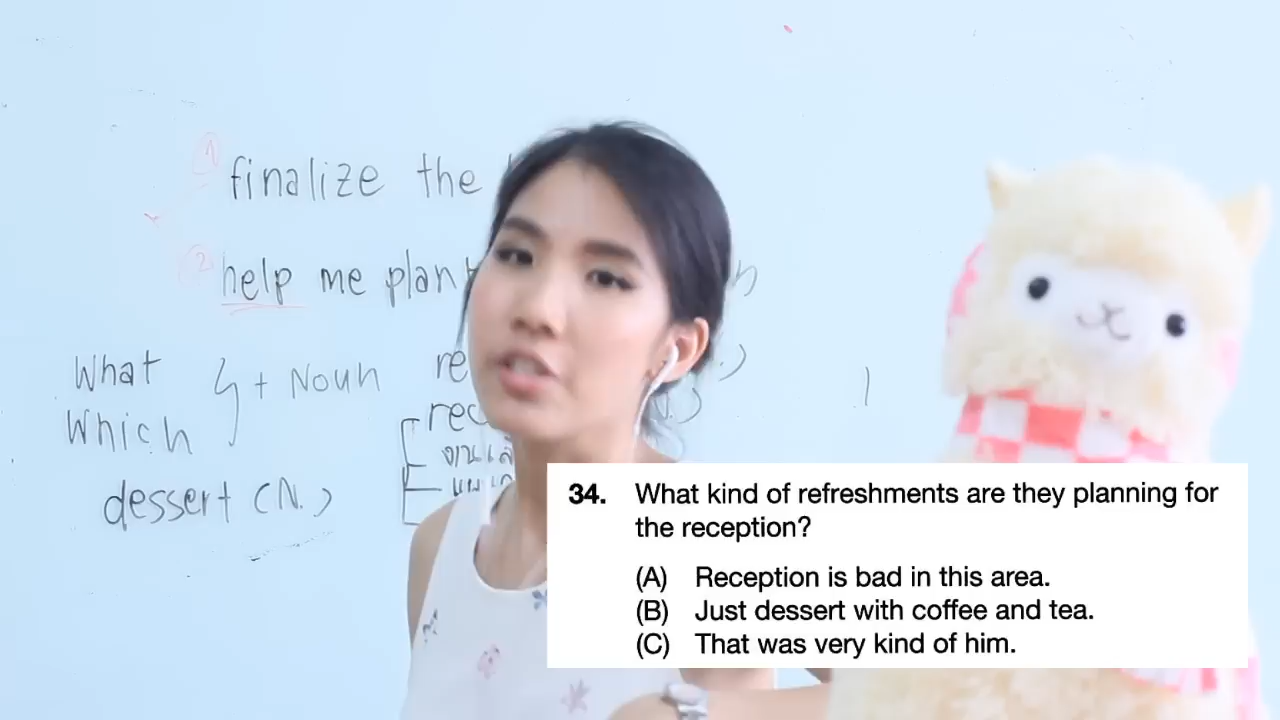 1 finalize the
2 help me plan
What
Which } + Noun
dessert (N.)
34. What kind of refreshments are they planning for
the reception?
(A) Reception is bad in this area.
(B) Just dessert with coffee and tea.
(C) That was very kind of him.